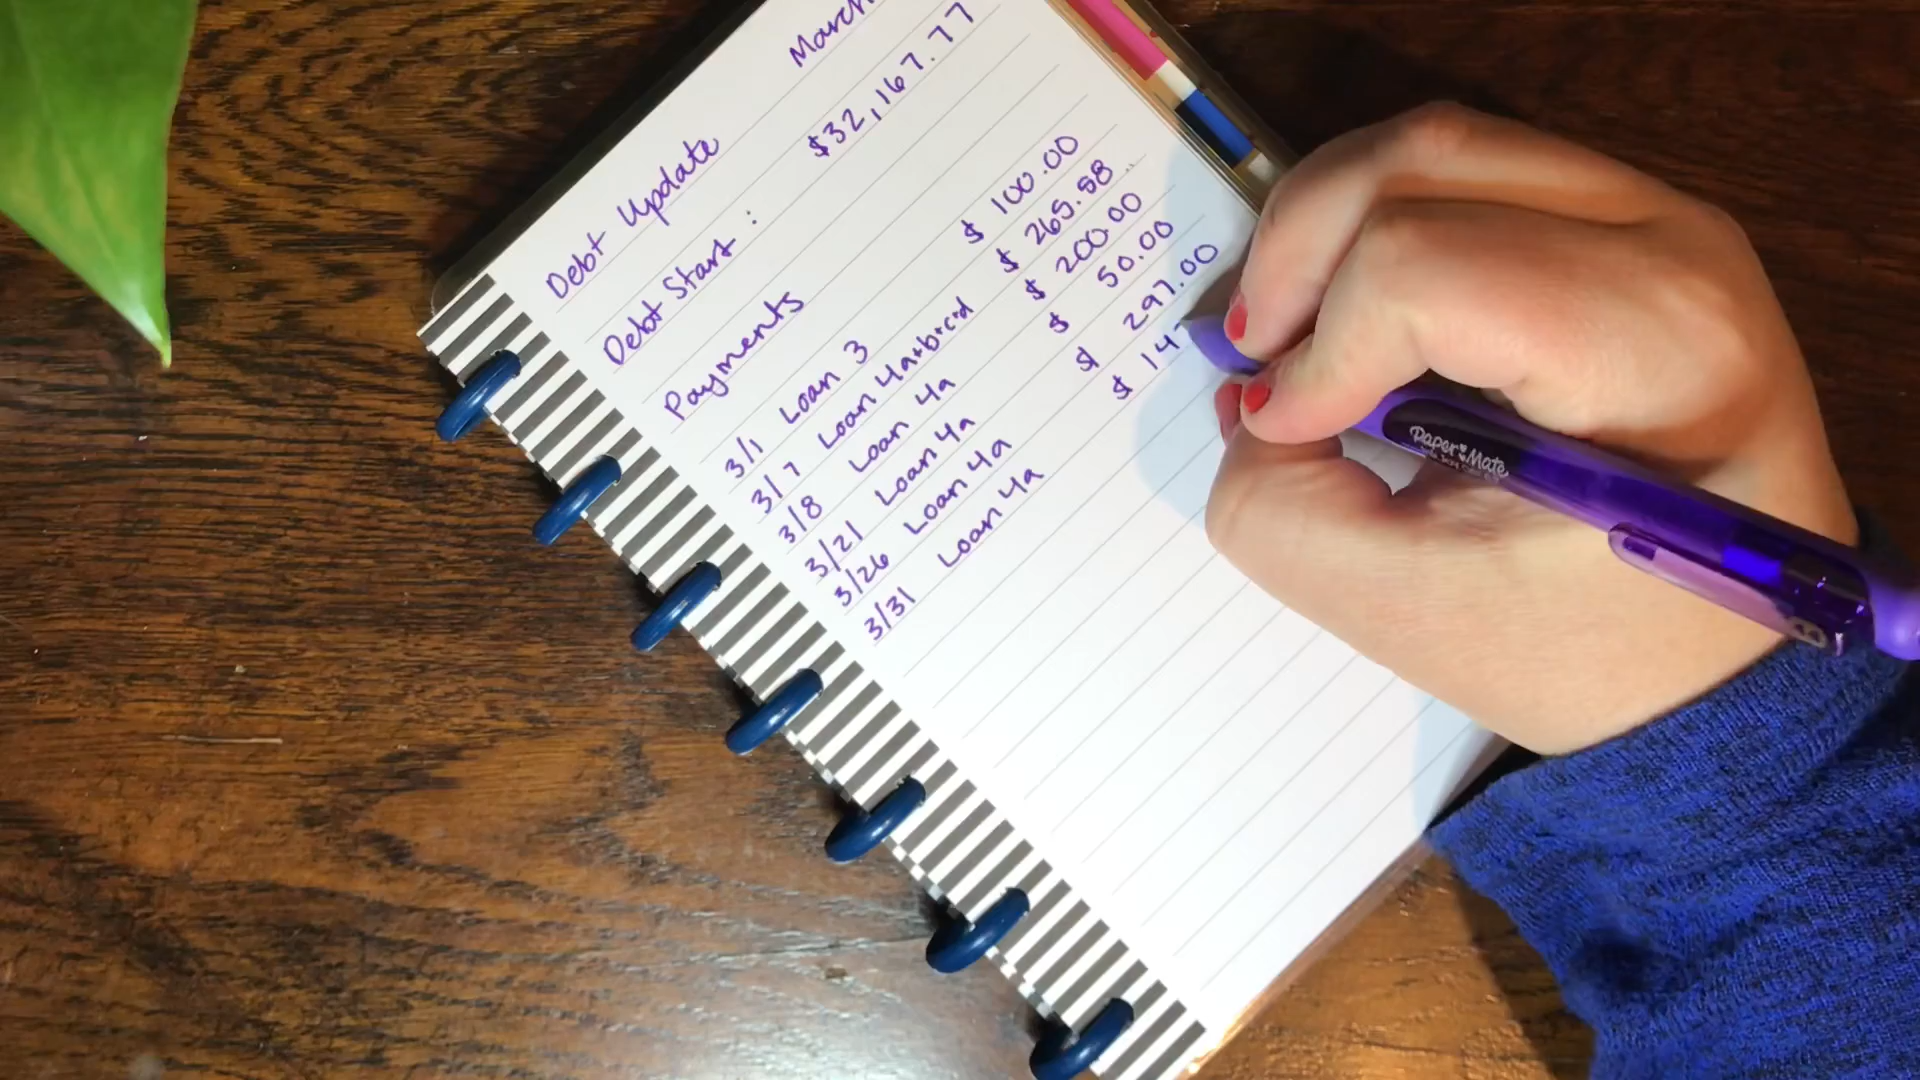 Debt Update March
Debt Start : $32,167.77
Payments
3/1 Loan 3 $ 100.00
3/7 Loan 4a+b+c+d $ 265.98
3/8 Loan 4a $ 200.00
3/21 Loan 4a $ 50.00
3/26 Loan 4a $ 297.00
3/31 Loan 4a $ 14
Paper Mate